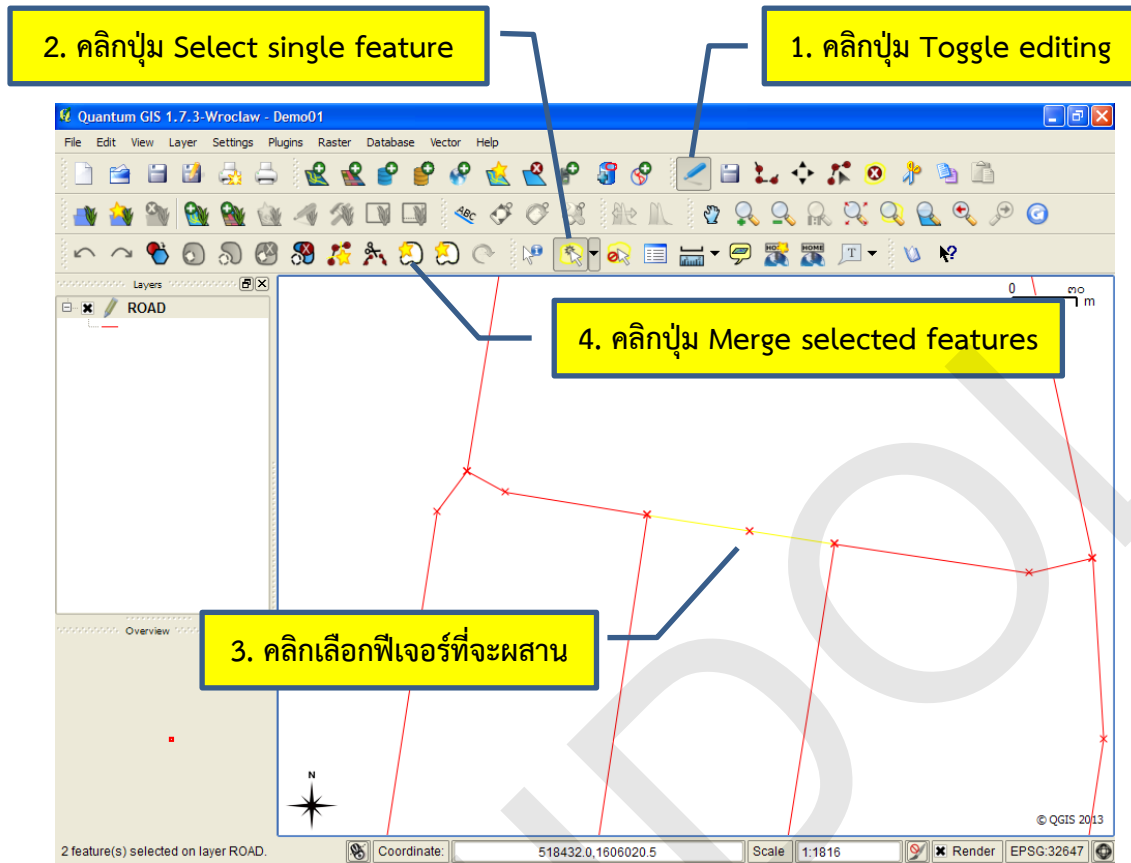 2. คลิกปุ่ม Select single feature
1. คลิกปุ่ม Toggle editing
Quantum GIS 1.7.3-Wroclaw - Demo01
File Edit View Layer Settings Plugins Raster Database Vector Help
ABC
HOME HOME T
Layers
ROAD
0 ๓๐
m
4. คลิกปุ่ม Merge selected features
3. คลิกเลือกฟีเจอร์ที่จะผสาน
Overview
N
© QGIS 2013
2 feature(s) selected on layer ROAD. Coordinate: 518432.0,1606020.5 Scale 1:1816 Render EPSG:32647